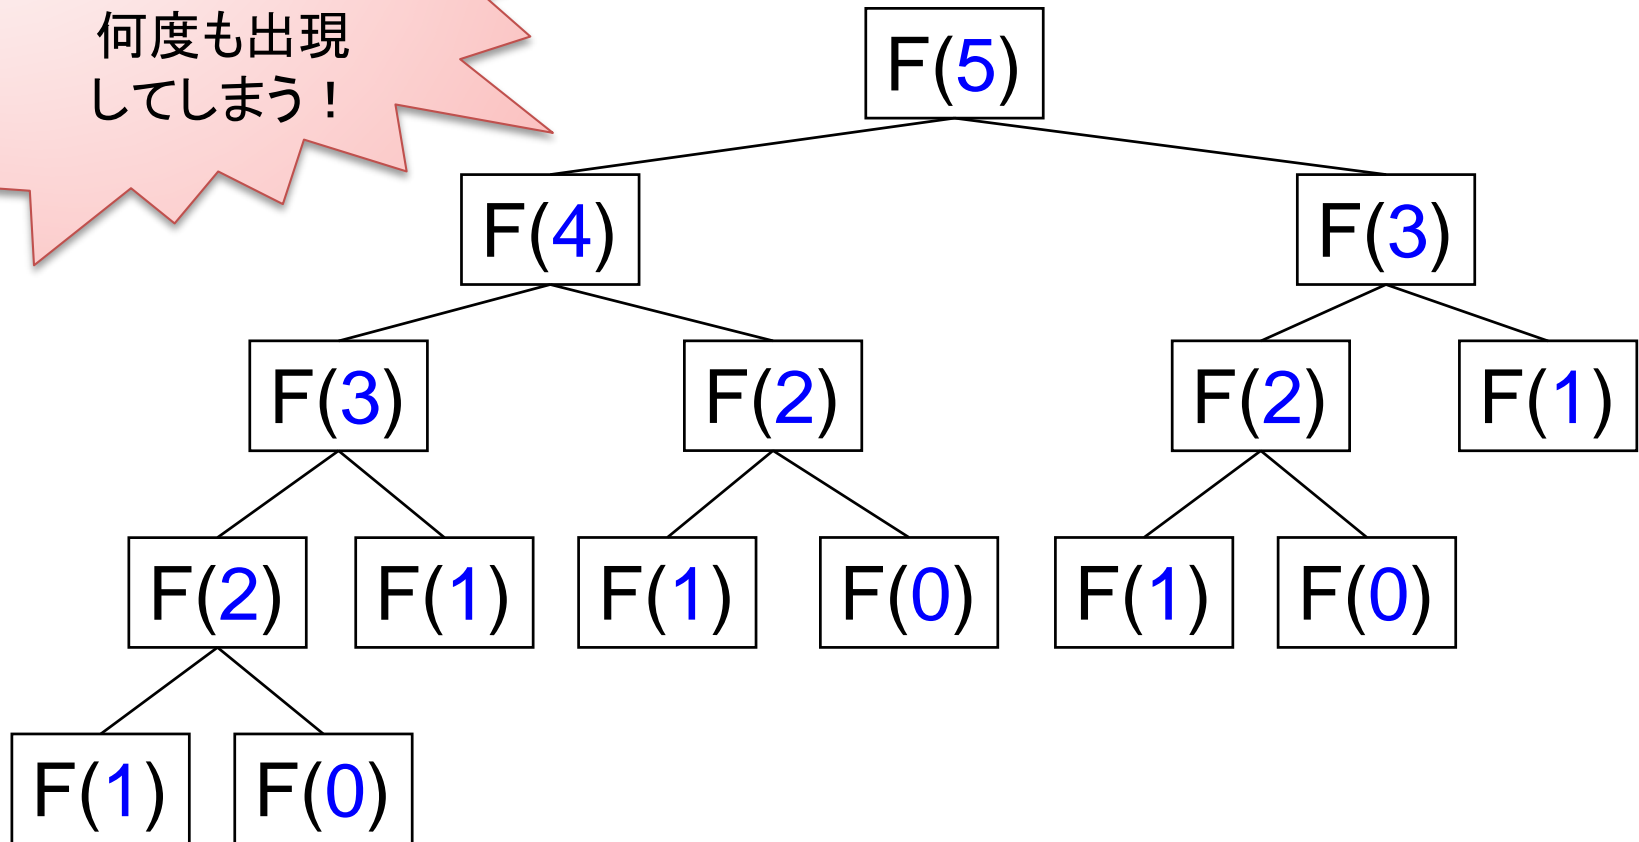 何度も出現
してしまう！
F(5)
F(4) F(3)
F(3) F(2) F(2) F(1)
F(2) F(1) F(1) F(0) F(1) F(0)
F(1) F(0)